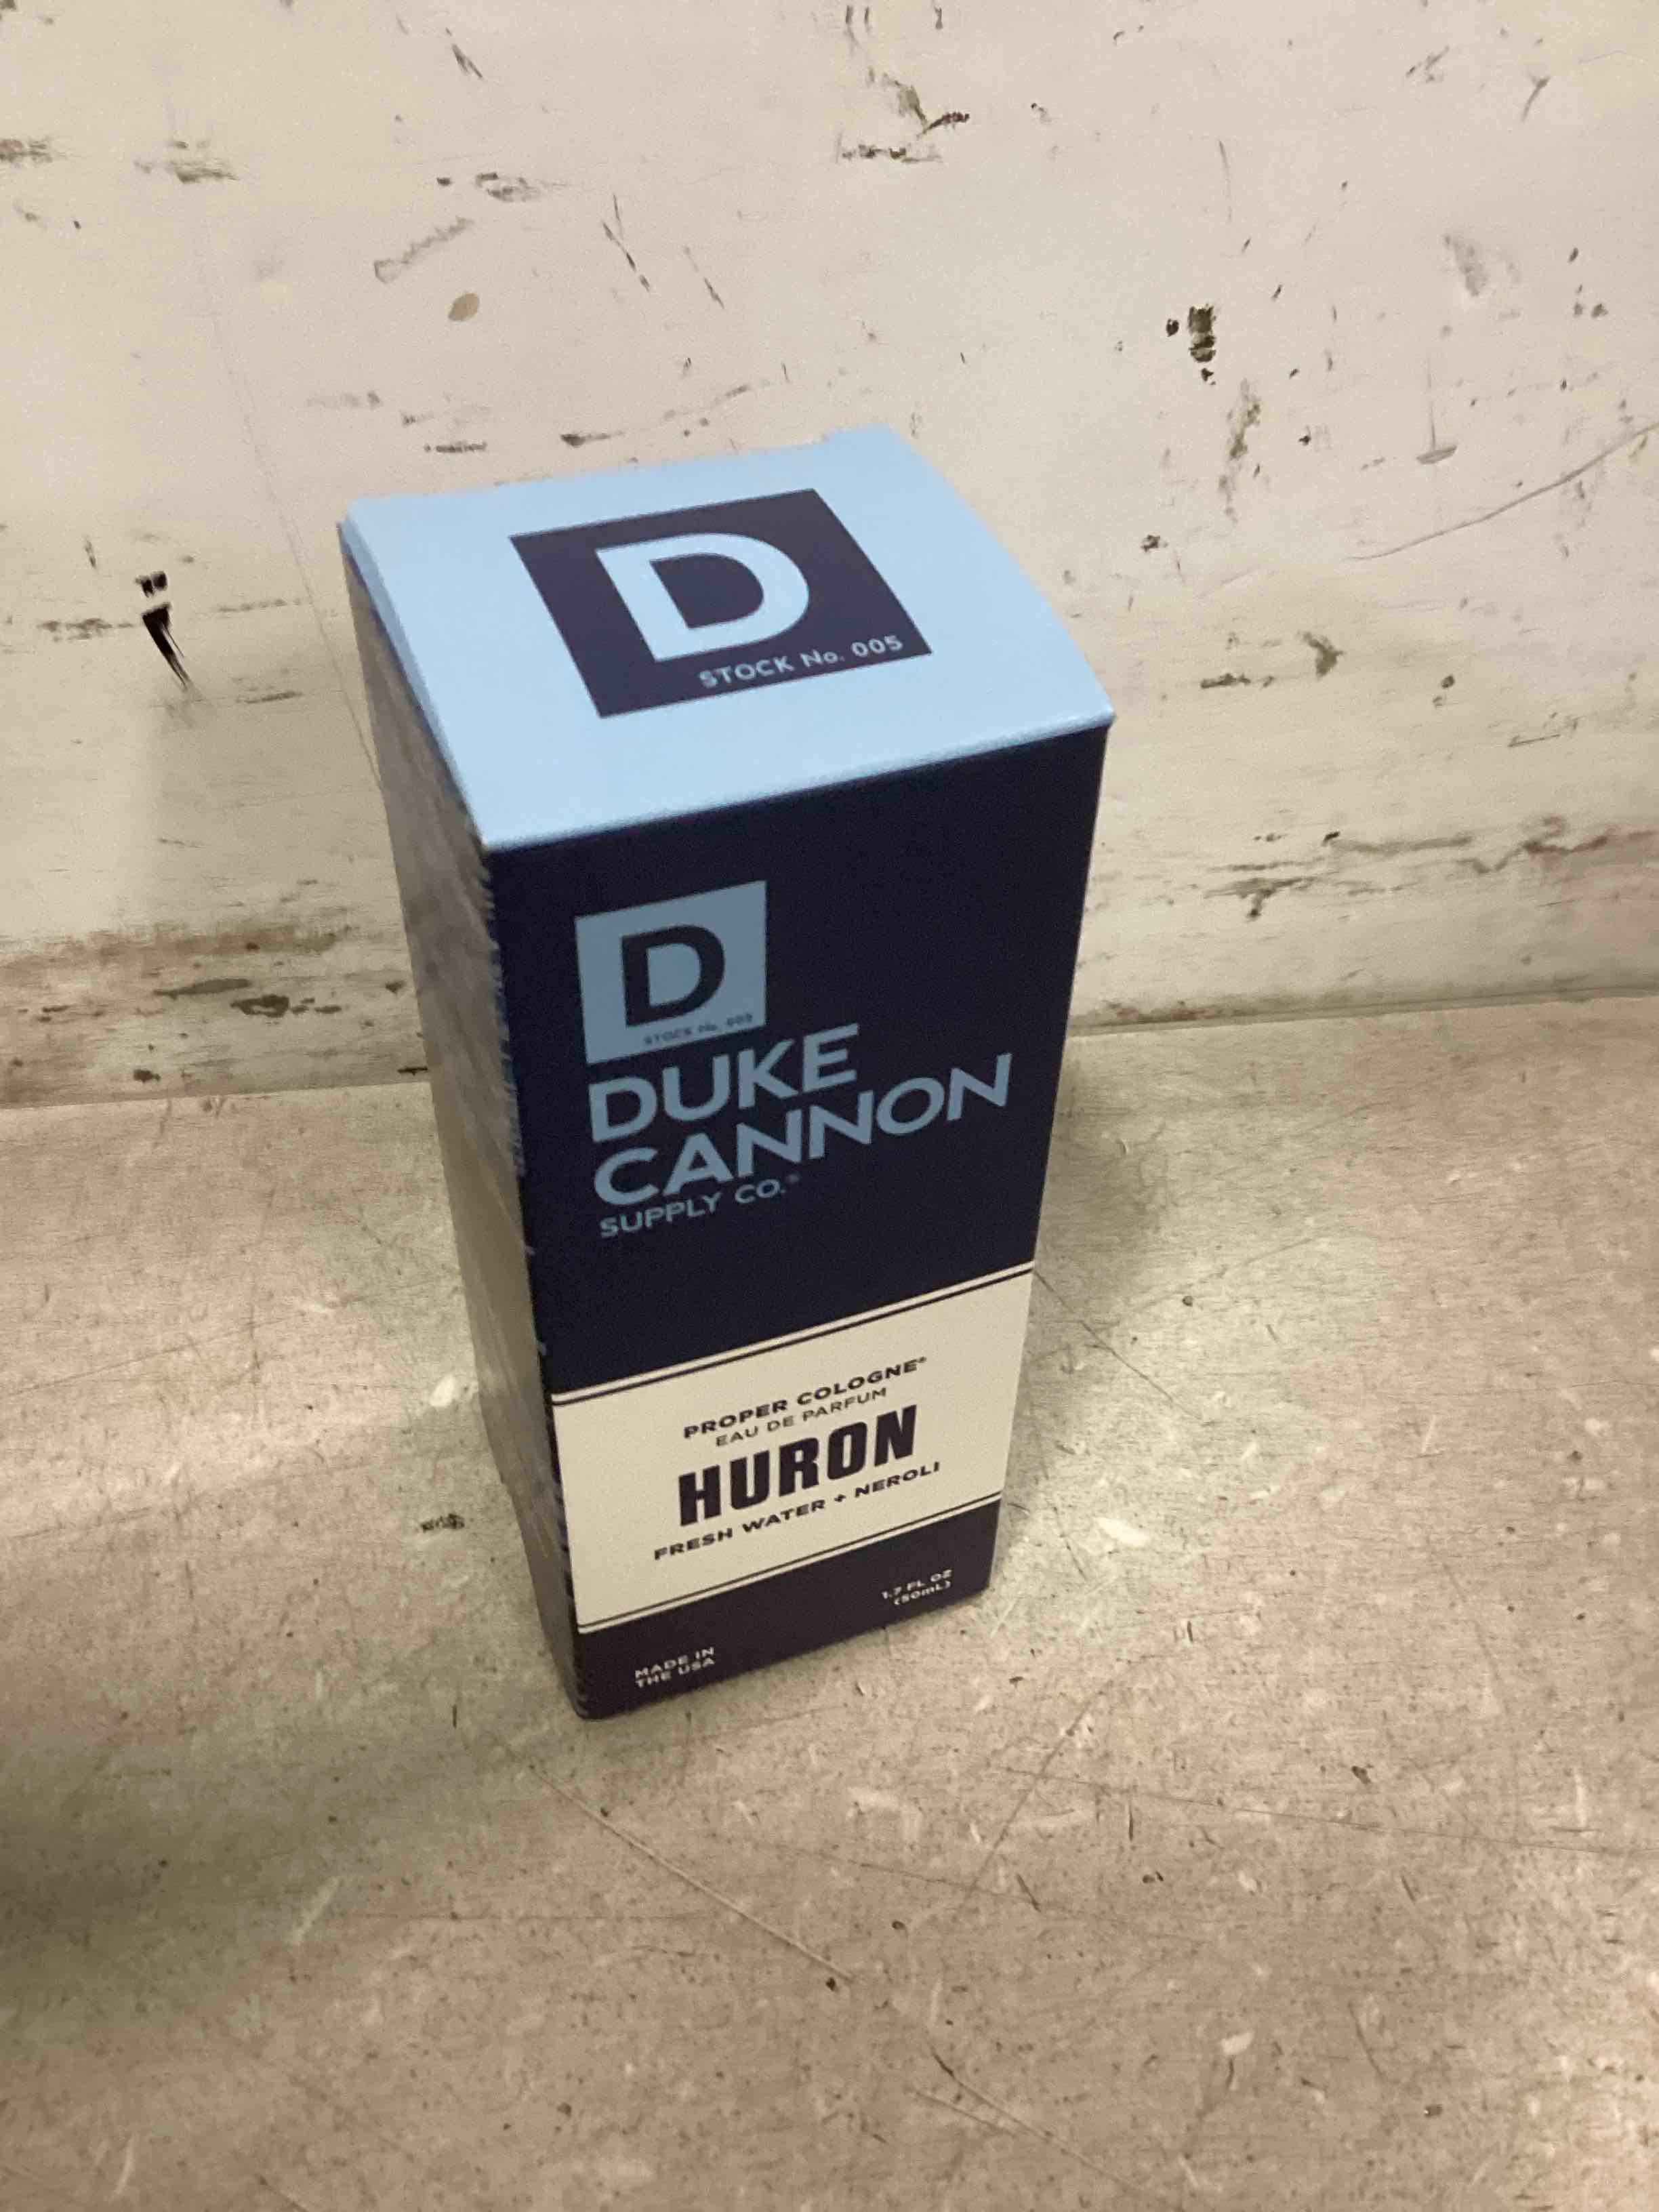 D
STOCK No. 005
D
STOCK No. 005
DUKE
CANNON
SUPPLY CO.®
PROPER COLOGNE®
EAU DE PARFUM
HURON
FRESH WATER + NEROLI
1.7 FL OZ
(50mL)
MADE IN
THE USA